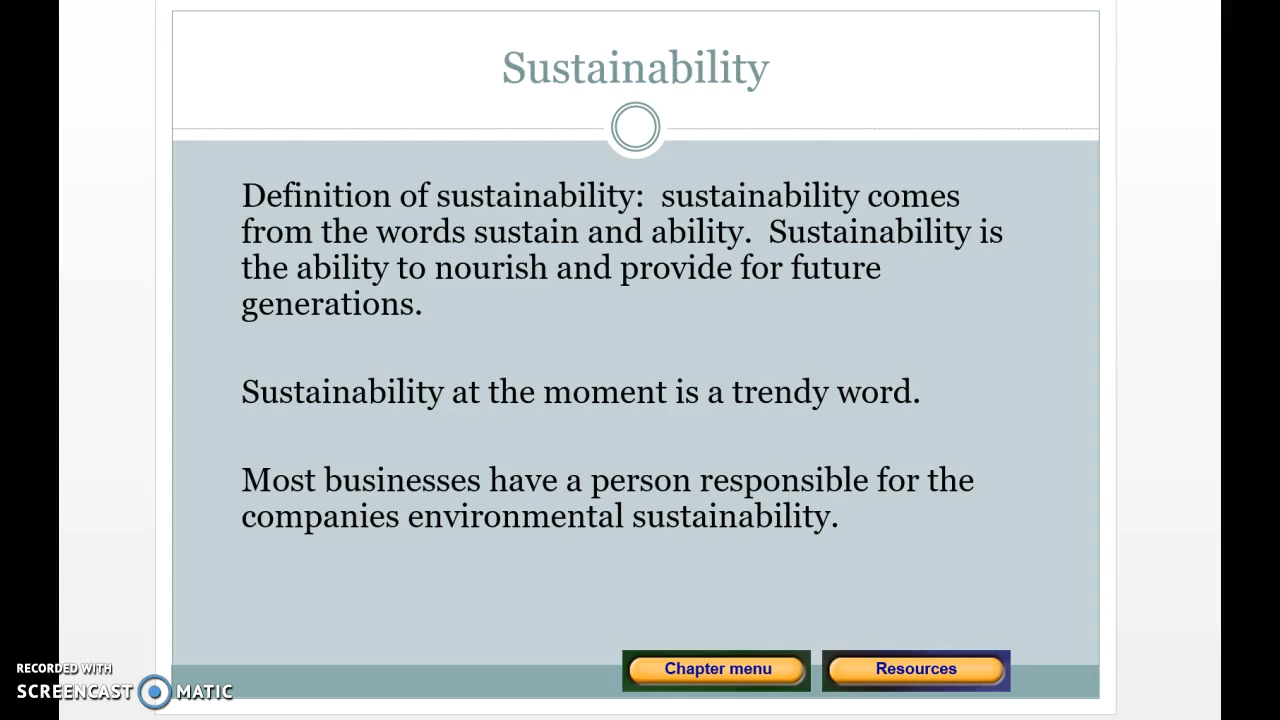 Sustainability
Definition of sustainability:  sustainability comes
from the words sustain and ability.  Sustainability is
the ability to nourish and provide for future
generations.
Sustainability at the moment is a trendy word.
Most businesses have a person responsible for the
companies environmental sustainability.
Chapter menu
Resources
RECORDED WITH
SCREENCAST MATIC